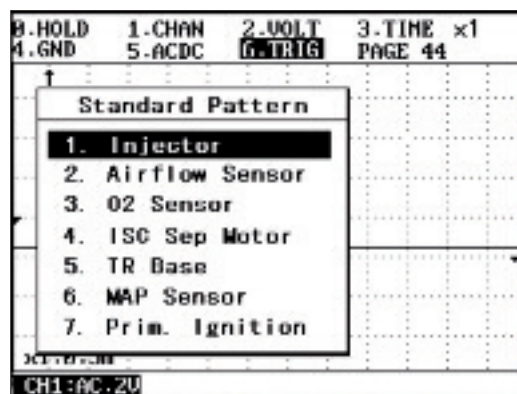 0.HOLD 1.CHAN 2.VOLT 3.TIME x1
4.GND 5.ACDC 6.TRIG PAGE 44
Standard Pattern
1. Injector
2. Airflow Sensor
3. O2 Sensor
4. ISC Sep Motor
5. TR Base
6. MAP Sensor
7. Prim. Ignition
CH1:AC.2V